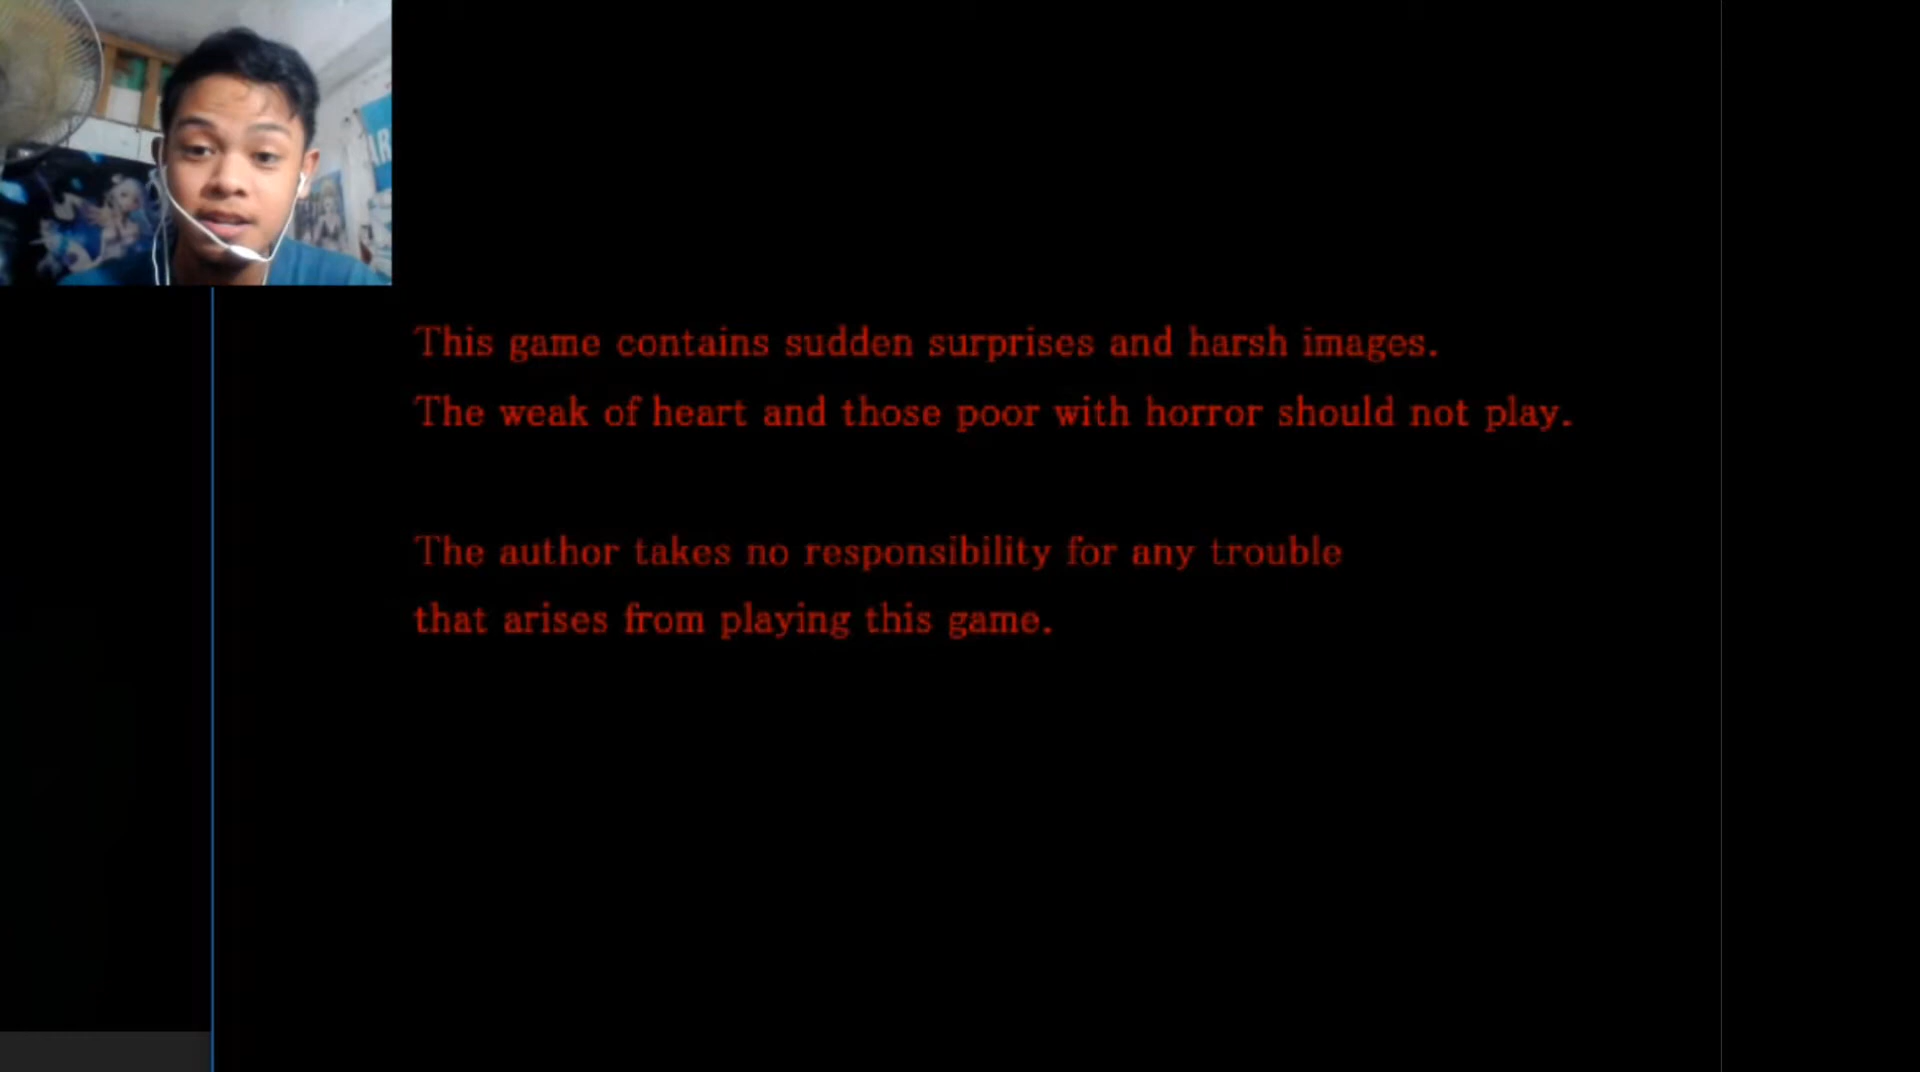 This game contains sudden surprises and harsh images.
The weak of heart and those poor with horror should not play.
The author takes no responsibility for any trouble
that arises from playing this game.